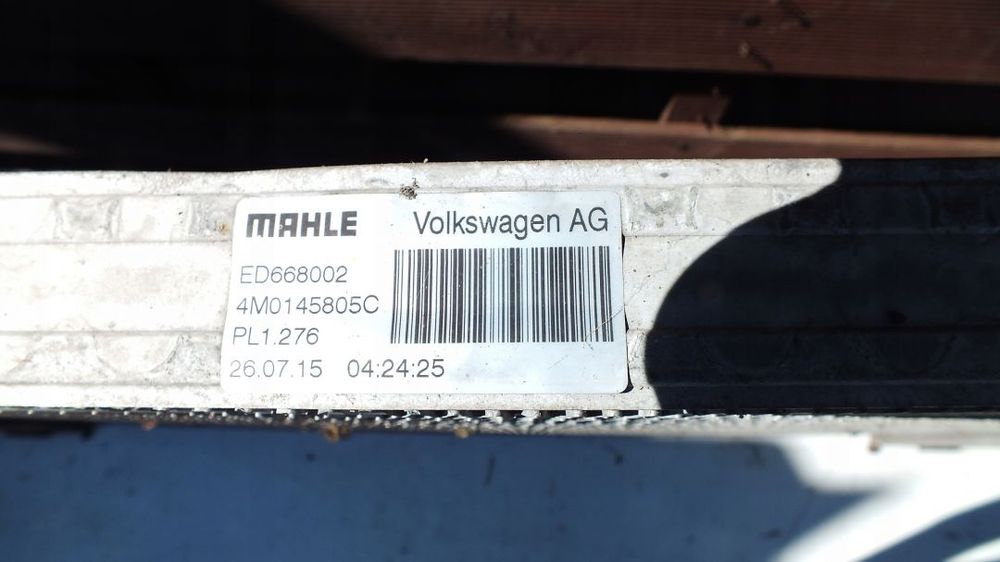 MAHLE Volkswagen AG
ED668002
4M0145805C
PL1.276
26.07.15 04:24:25